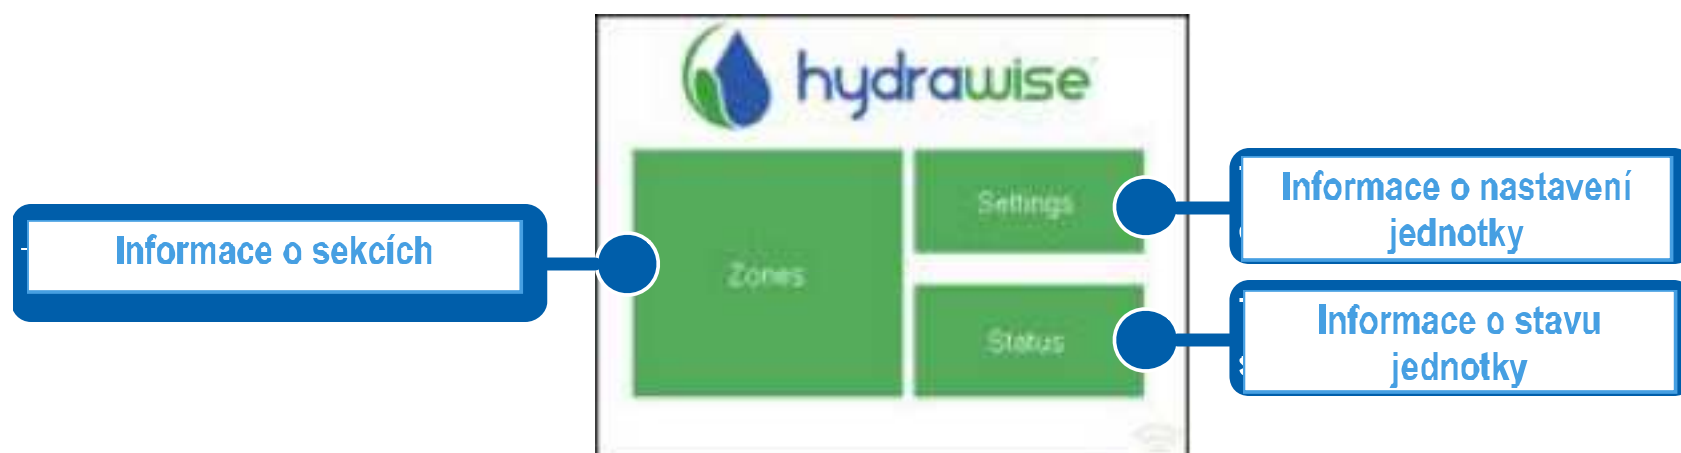 hydrawise
Informace o sekcích
Zones
Settings
Informace o nastavení
jednotky
Status
Informace o stavu
jednotky